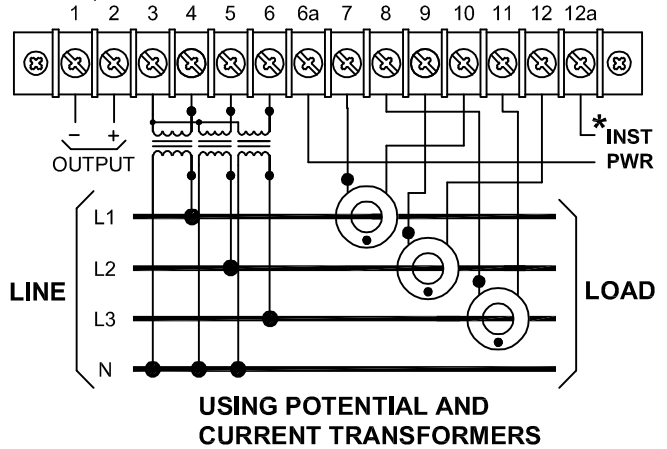 1 2 3 4 5 6 6a 7 8 9 10 11 12 12a
− +
OUTPUT
*INST
PWR
L1
L2
LINE
LOAD
L3
N
USING POTENTIAL AND
CURRENT TRANSFORMERS